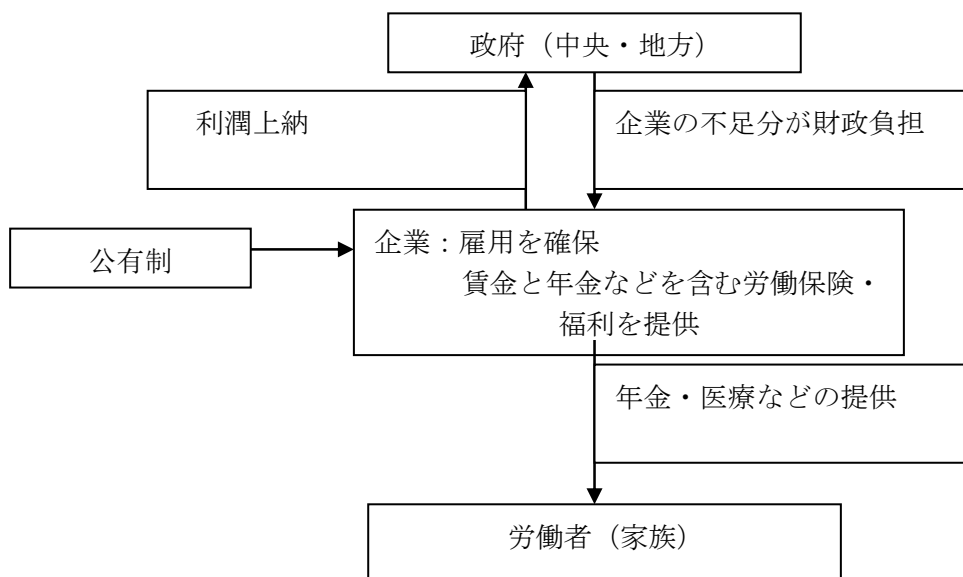 政府（中央・地方）
利潤上納
企業の不足分が財政負担
公有制
企業：雇用を確保
賃金と年金などを含む労働保険・
福利を提供
年金・医療などの提供
労働者（家族）